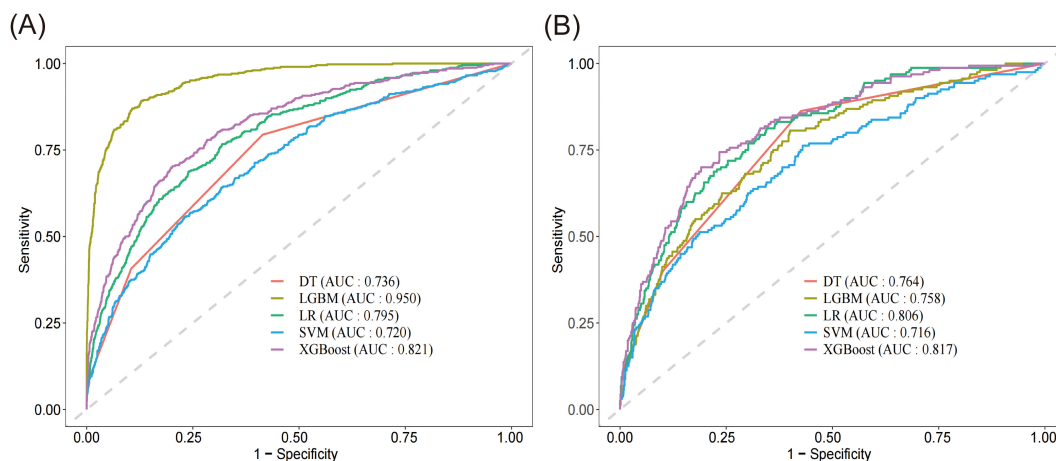 (A)
(B)
1.00
0.75
0.50
0.25
0.00
Sensitivity
DT (AUC : 0.736)
LGBM (AUC : 0.950)
LR (AUC : 0.795)
SVM (AUC : 0.720)
XGBoost (AUC : 0.821)
0.00
0.25
0.50
0.75
1.00
1 − Specificity
1.00
0.75
0.50
0.25
0.00
Sensitivity
DT (AUC : 0.764)
LGBM (AUC : 0.758)
LR (AUC : 0.806)
SVM (AUC : 0.716)
XGBoost (AUC : 0.817)
0.00
0.25
0.50
0.75
1.00
1 − Specificity